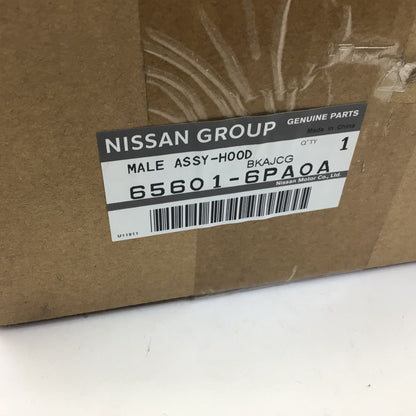 NISSAN GROUP GENUINE PARTS
Made in China
MALE ASSY-HOOD Q'TY 1
BKAJCG
65601-6PA0A
Nissan Motor Co., Ltd.
U11911